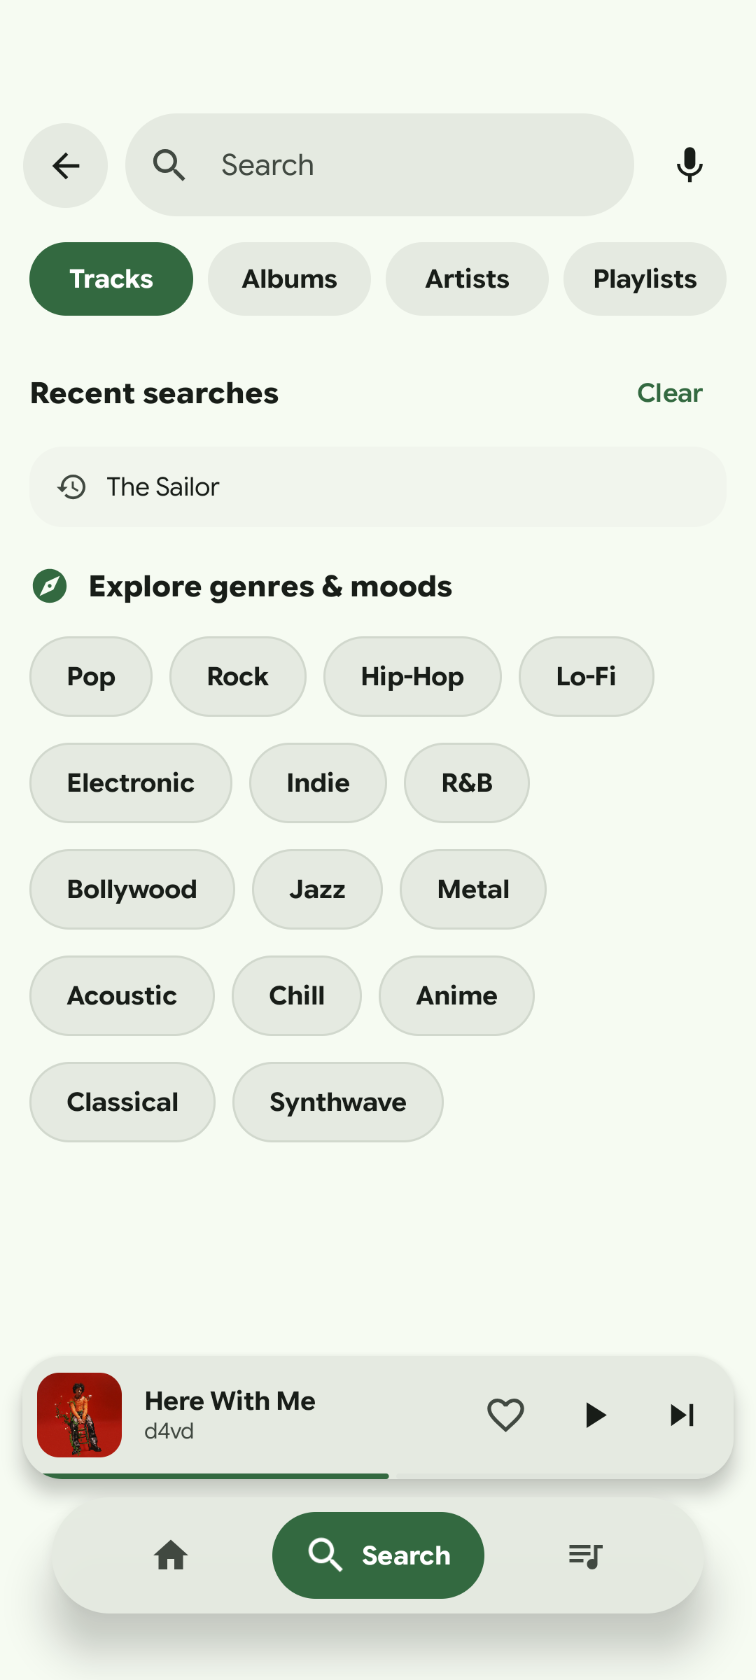 Search
Tracks Albums Artists Playlists
Recent searches Clear
The Sailor
Explore genres & moods
Pop Rock Hip-Hop Lo-Fi
Electronic Indie R&B
Bollywood Jazz Metal
Acoustic Chill Anime
Classical Synthwave
Here With Me
d4vd
Search